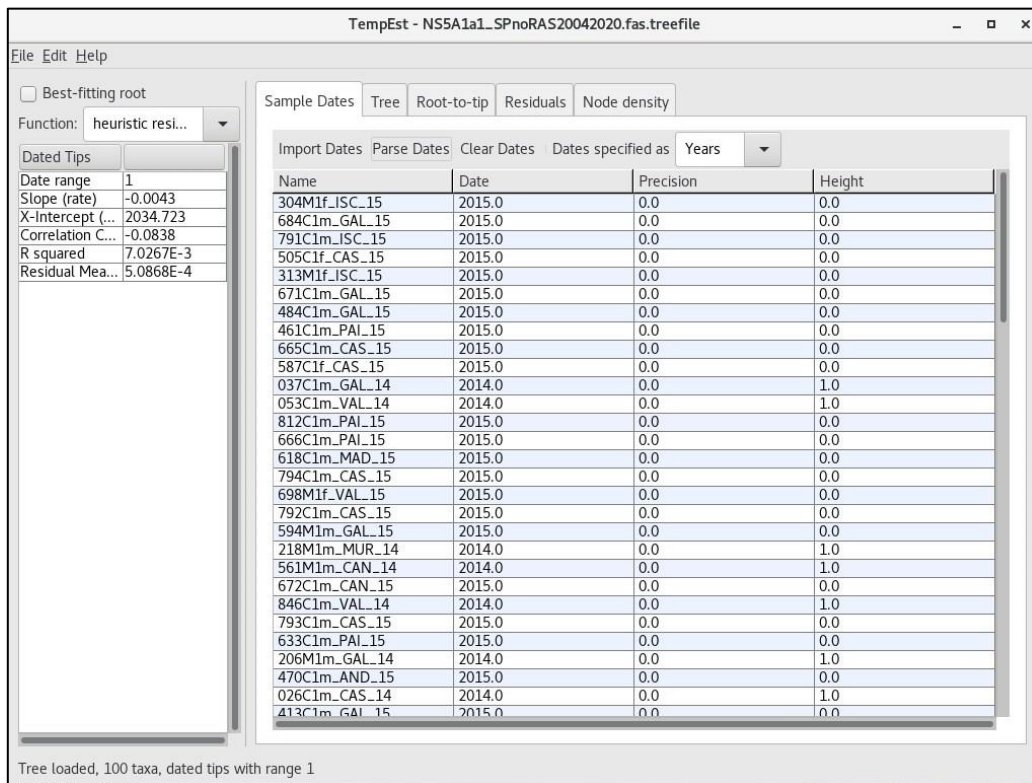 TempEst - NS5A1a1_SPnoRAS20042020.fas.treefile
File Edit Help
Best-fitting root
Function: heuristic resi...
Dated Tips
Date range 1
Slope (rate) -0.0043
X-Intercept (... 2034.723
Correlation C... -0.0838
R squared 7.0267E-3
Residual Mea... 5.0868E-4
Sample Dates Tree Root-to-tip Residuals Node density
Import Dates Parse Dates Clear Dates Dates specified as Years
Name Date Precision Height
304M1f_ISC_15 2015.0 0.0 0.0
684C1m_GAL_15 2015.0 0.0 0.0
791C1m_ISC_15 2015.0 0.0 0.0
505C1f_CAS_15 2015.0 0.0 0.0
313M1f_ISC_15 2015.0 0.0 0.0
671C1m_GAL_15 2015.0 0.0 0.0
484C1m_GAL_15 2015.0 0.0 0.0
461C1m_PAI_15 2015.0 0.0 0.0
665C1m_CAS_15 2015.0 0.0 0.0
587C1f_CAS_15 2015.0 0.0 0.0
037C1m_GAL_14 2014.0 0.0 1.0
053C1m_VAL_14 2014.0 0.0 1.0
812C1m_PAI_15 2015.0 0.0 0.0
666C1m_PAI_15 2015.0 0.0 0.0
618C1m_MAD_15 2015.0 0.0 0.0
794C1m_CAS_15 2015.0 0.0 0.0
698M1f_VAL_15 2015.0 0.0 0.0
792C1m_CAS_15 2015.0 0.0 0.0
594M1m_GAL_15 2015.0 0.0 0.0
218M1m_MUR_14 2014.0 0.0 1.0
561M1m_CAN_14 2014.0 0.0 1.0
672C1m_CAN_15 2015.0 0.0 0.0
846C1m_VAL_14 2014.0 0.0 1.0
793C1m_CAS_15 2015.0 0.0 0.0
633C1m_PAI_15 2015.0 0.0 0.0
206M1m_GAL_14 2014.0 0.0 1.0
470C1m_AND_15 2015.0 0.0 0.0
026C1m_CAS_14 2014.0 0.0 1.0
413C1m_GAL_15 2015.0 0.0 0.0
Tree loaded, 100 taxa, dated tips with range 1